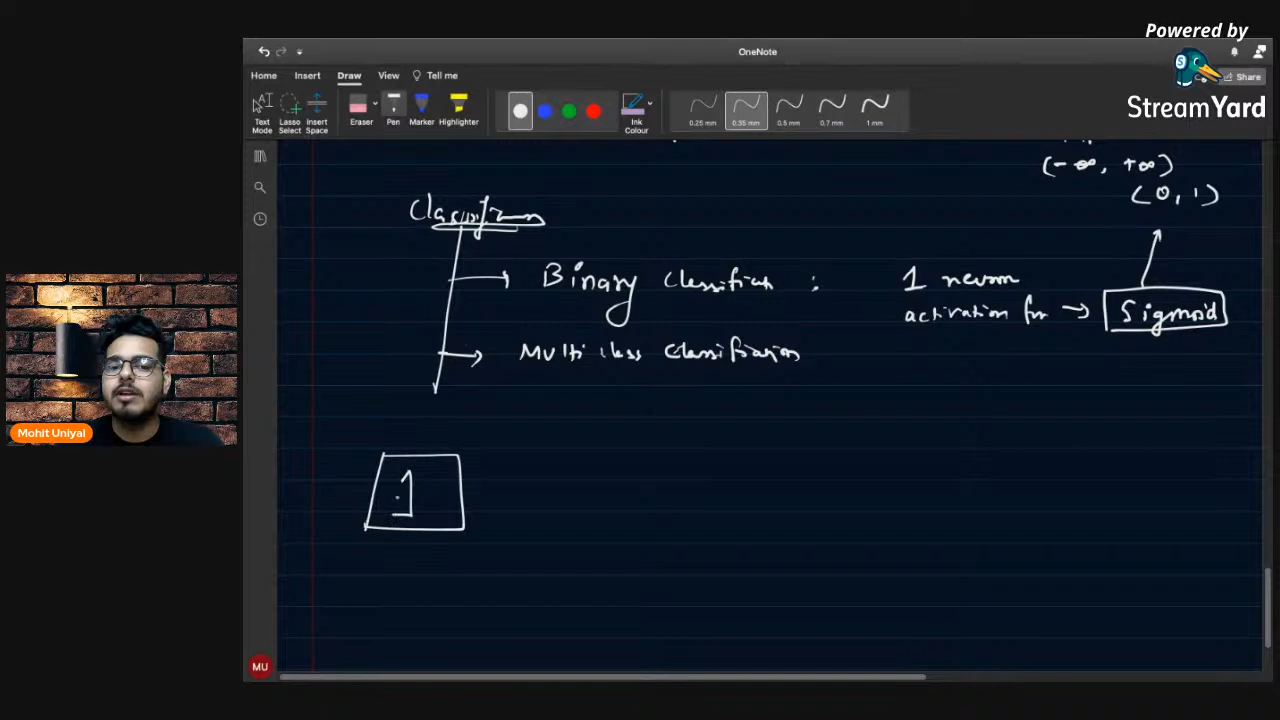 Powered by
StreamYard
OneNote
Home Insert Draw View Tell me
Share
Text Mode
Lasso Select
Insert Space
Eraser
Pen
Marker
Highlighter
0.25 mm
0.35 mm
0.5 mm
0.7 mm
1 mm
Ink Colour
(-∞, +∞)
(0, 1)
Binary Classification : 1 neuron
activation fn → Sigmoid
Multi class Classification
1
Mohit Uniyal
MU